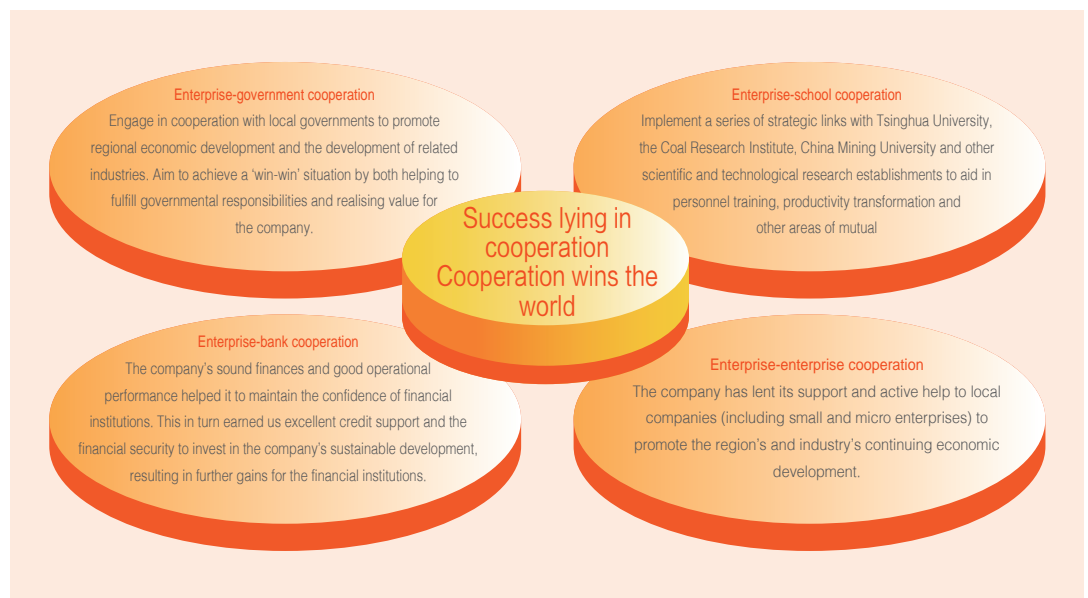 Enterprise-government cooperation
Engage in cooperation with local governments to promote
regional economic development and the development of related
industries. Aim to achieve a ‘win-win’ situation by both helping to
fulfill governmental responsibilities and realising value for
the company.
Enterprise-school cooperation
Implement a series of strategic links with Tsinghua University,
the Coal Research Institute, China Mining University and other
scientific and technological research establishments to aid in
personnel training, productivity transformation and
other areas of mutual
Success lying in
cooperation
Cooperation wins the
world
Enterprise-bank cooperation
The company’s sound finances and good operational
performance helped it to maintain the confidence of financial
institutions. This in turn earned us excellent credit support and the
financial security to invest in the company’s sustainable development,
resulting in further gains for the financial institutions.
Enterprise-enterprise cooperation
The company has lent its support and active help to local
companies (including small and micro enterprises) to
promote the region’s and industry’s continuing economic
development.